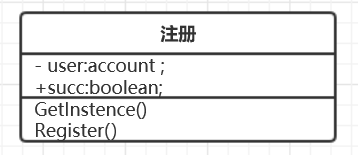 注册
- user:account ;
+succ:boolean;
GetInstence()
Register()